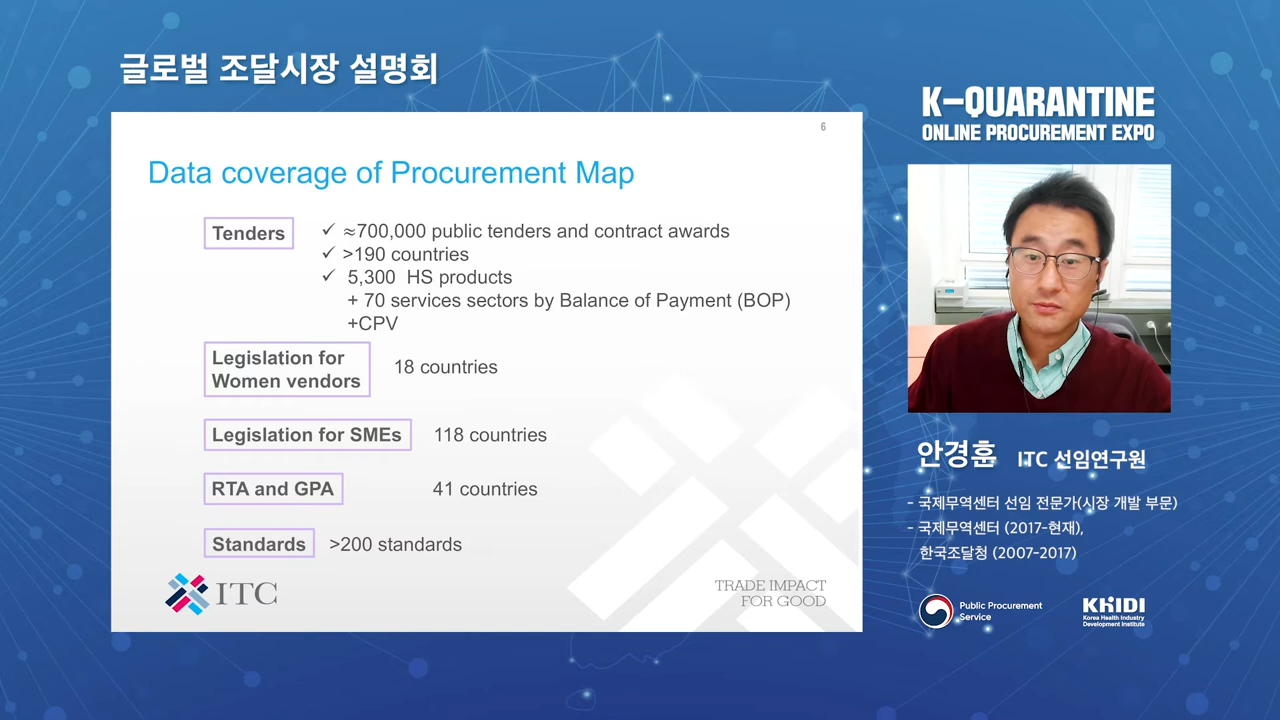 글로벌 조달시장 설명회
6
Data coverage of Procurement Map
Tenders
✓ ≈700,000 public tenders and contract awards
✓ >190 countries
✓ 5,300 HS products
+ 70 services sectors by Balance of Payment (BOP)
+CPV
Legislation for
Women vendors
18 countries
Legislation for SMEs
118 countries
RTA and GPA
41 countries
Standards
>200 standards
ITC
TRADE IMPACT
FOR GOOD
K-QUARANTINE
ONLINE PROCUREMENT EXPO
안경훈 ITC 선임연구원
- 국제무역센터 선임 전문가(시장 개발 부문)
- 국제무역센터 (2017-현재),
한국조달청 (2007-2017)
Public Procurement
Service
KHIDI
Korea Health Industry
Development Institute